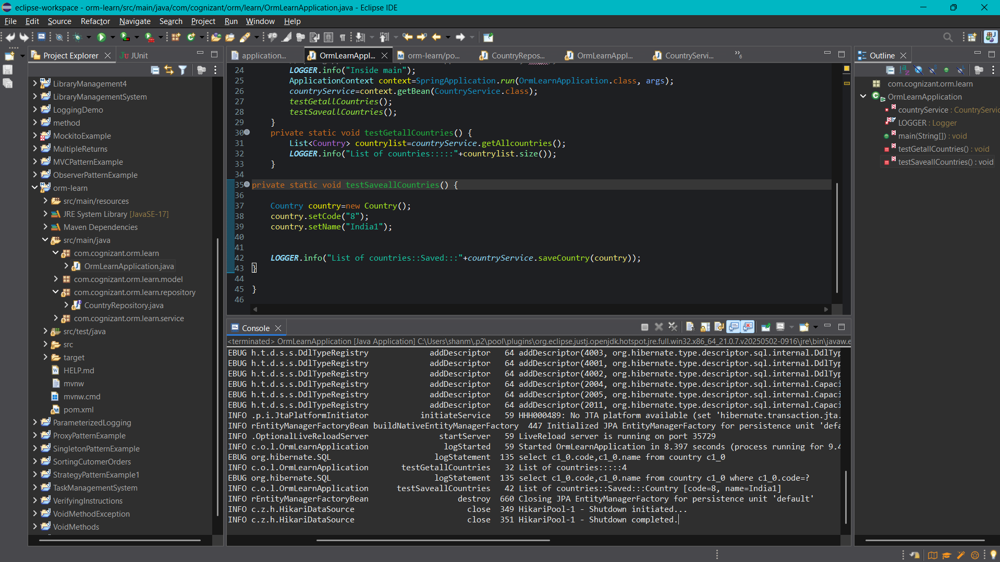 eclipse-workspace - orm-learn/src/main/java/com/cognizant/orm/learn/OrmLearnApplication.java - Eclipse IDE
File Edit Source Refactor Navigate Search Project Run Window Help
Project Explorer
JUnit
LibraryManagement4
LibraryManagementSystem
LoggingDemo
method
MockitoExample
MultipleReturns
MVCPatternExample
ObserverPatternExample
orm-learn
src/main/resources
JRE System Library [JavaSE-17]
Maven Dependencies
src/main/java
com.cognizant.orm.learn
OrmLearnApplication.java
com.cognizant.orm.learn.model
com.cognizant.orm.learn.repository
CountryRepository.java
com.cognizant.orm.learn.service
src/test/java
src
target
HELP.md
mvnw
mvnw.cmd
pom.xml
ParameterizedLogging
ProxyPatternExample
SingletonPatternExample
SortingCutomerOrders
StrategyPatternExample1
TaskManagementSystem
VerifyingInstructions
VoidMethodException
VoidMethods
application... OrmLearnAppl... orm-learn/po... CountryRepos... OrmLearnAppl... CountryServi... »6
24 LOGGER.info("Inside main");
25 ApplicationContext context=SpringApplication.run(OrmLearnApplication.class, args);
26 countryService=context.getBean(CountryService.class);
27 testGetallCountries();
28 testSaveallCountries();
29 }
30 private static void testGetallCountries() {
31 List<Country> countrylist=countryService.getAllcountries();
32 LOGGER.info("List of countries:::::"+countrylist.size());
33 }
34
35 private static void testSaveallCountries() {
36
37 Country country=new Country();
38 country.setCode("8");
39 country.setName("India1");
40
41
42 LOGGER.info("List of countries::Saved:::"+countryService.saveCountry(country));
43 }
44
45 }
46
Console
<terminated> OrmLearnApplication [Java Application] C:\Users\shanm\.p2\pool\plugins\org.eclipse.justj.openjdk.hotspot.jre.full.win32.x86_64_21.0.7.v20250502-0916\jre\bin\javaw.e
EBUG h.t.d.s.s.DdlTypeRegistry addDescriptor 64 addDescriptor(4003, org.hibernate.type.descriptor.sql.internal.DdlTyp
EBUG h.t.d.s.s.DdlTypeRegistry addDescriptor 64 addDescriptor(4001, org.hibernate.type.descriptor.sql.internal.DdlTyp
EBUG h.t.d.s.s.DdlTypeRegistry addDescriptor 64 addDescriptor(4002, org.hibernate.type.descriptor.sql.internal.DdlTyp
EBUG h.t.d.s.s.DdlTypeRegistry addDescriptor 64 addDescriptor(2004, org.hibernate.type.descriptor.sql.internal.Capaci
EBUG h.t.d.s.s.DdlTypeRegistry addDescriptor 64 addDescriptor(2005, org.hibernate.type.descriptor.sql.internal.Capaci
EBUG h.t.d.s.s.DdlTypeRegistry addDescriptor 64 addDescriptor(2011, org.hibernate.type.descriptor.sql.internal.Capaci
INFO .p.i.JtaPlatformInitiator initiateService 59 HHH000489: No JTA platform available (set 'hibernate.transaction.jta.
INFO rEntityManagerFactoryBean buildNativeEntityManagerFactory 447 Initialized JPA EntityManagerFactory for persistence unit 'defa
INFO .OptionalLiveReloadServer startServer 59 LiveReload server is running on port 35729
INFO c.o.l.OrmLearnApplication logStarted 59 Started OrmLearnApplication in 8.397 seconds (process running for 9.4
EBUG org.hibernate.SQL logStatement 135 select c1_0.code,c1_0.name from country c1_0
INFO c.o.l.OrmLearnApplication testGetallCountries 32 List of countries:::::4
EBUG org.hibernate.SQL logStatement 135 select c1_0.code,c1_0.name from country c1_0 where c1_0.code=?
INFO c.o.l.OrmLearnApplication testSaveallCountries 42 List of countries::Saved:::Country [code=8, name=India1]
INFO rEntityManagerFactoryBean destroy 660 Closing JPA EntityManagerFactory for persistence unit 'default'
INFO c.z.h.HikariDataSource close 349 HikariPool-1 - Shutdown initiated...
INFO c.z.h.HikariDataSource close 351 HikariPool-1 - Shutdown completed.
Outline
com.cognizant.orm.learn
OrmLearnApplication
countryService : CountryServic
LOGGER : Logger
main(String[]) : void
testGetallCountries() : void
testSaveallCountries() : void